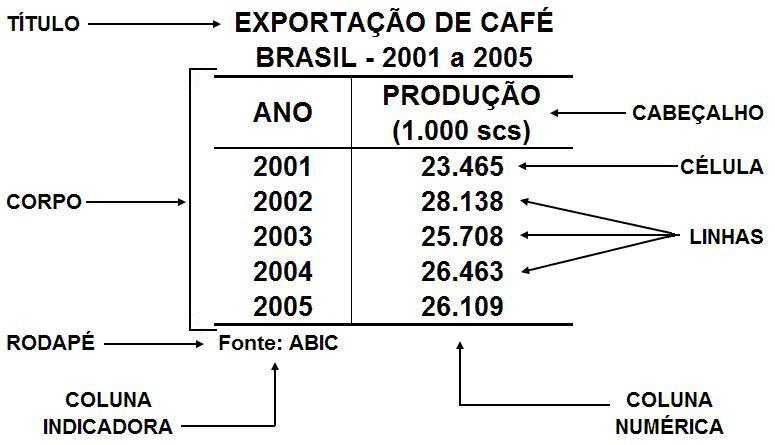 TÍTULO
EXPORTAÇÃO DE CAFÉ
BRASIL - 2001 a 2005
ANO
PRODUÇÃO
(1.000 scs)
CABEÇALHO
2001 23.465
CÉLULA
CORPO
2002 28.138
2003 25.708
LINHAS
2004 26.463
2005 26.109
RODAPÉ
Fonte: ABIC
COLUNA
INDICADORA
COLUNA
NUMÉRICA